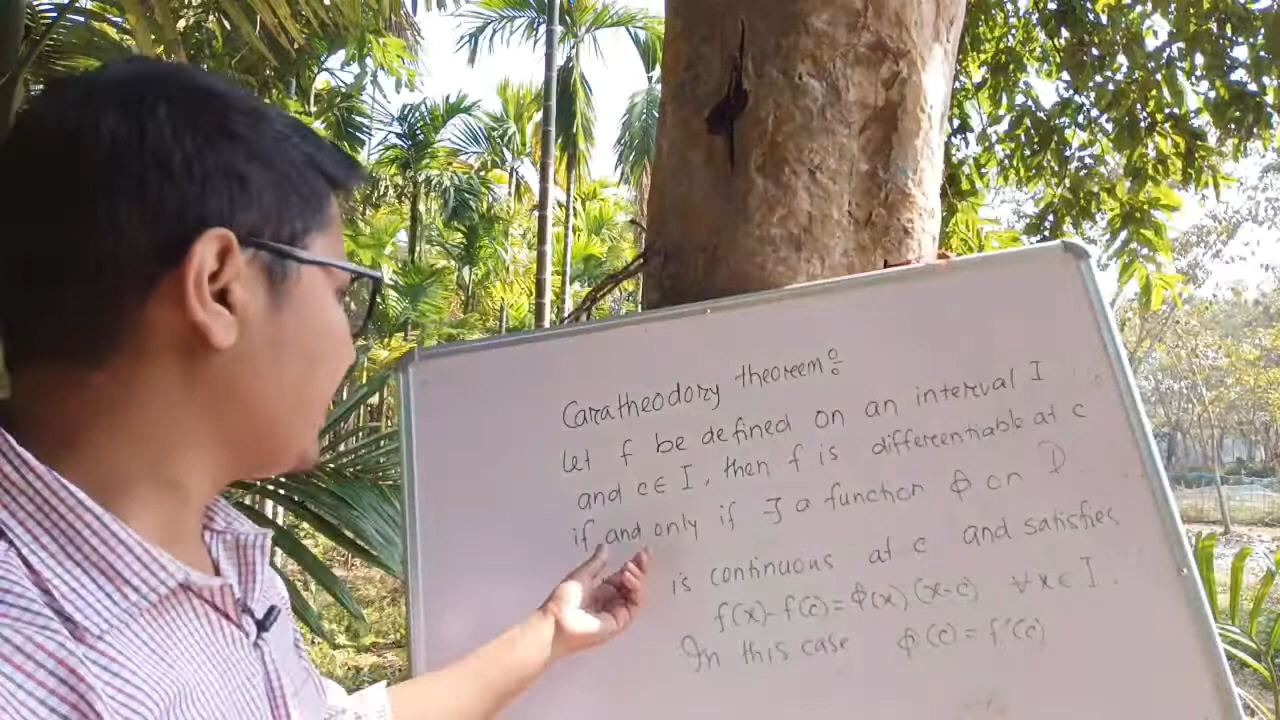 Caratheodory theorem:
let f be defined on an interval I
and c ∈ I, then f is differentiable at c
if and only if ∃ a function φ on D
is continuous at c and satisfies
f(x)-f(c)=φ(x)(x-c) ∀ x ∈ I.
In this case φ(c) = f'(c)